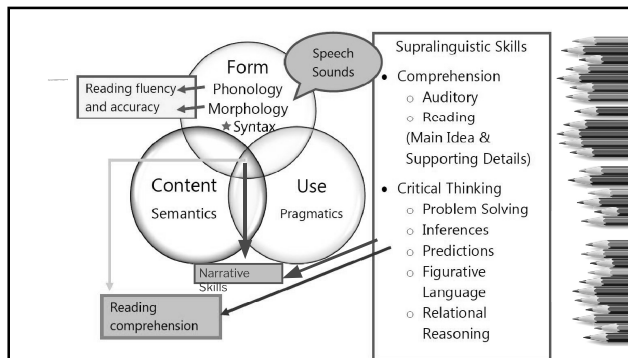 Form
Phonology
Morphology
★Syntax
Speech
Sounds
Reading fluency
and accuracy
Content
Semantics
Use
Pragmatics
Narrative
Skills
Reading
comprehension
Supralinguistic Skills
• Comprehension
o Auditory
o Reading
(Main Idea &
Supporting Details)
• Critical Thinking
o Problem Solving
o Inferences
o Predictions
o Figurative
Language
o Relational
Reasoning